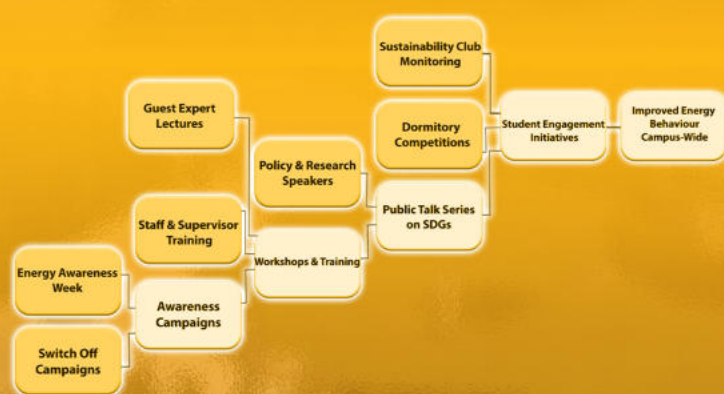 Sustainability Club
Monitoring
Guest Expert
Lectures
Dormitory
Competitions
Student Engagement
Initiatives
Improved Energy
Behaviour
Campus-Wide
Policy & Research
Speakers
Public Talk Series
on SDGs
Staff & Supervisor
Training
Workshops & Training
Energy Awareness
Week
Awareness
Campaigns
Switch Off
Campaigns